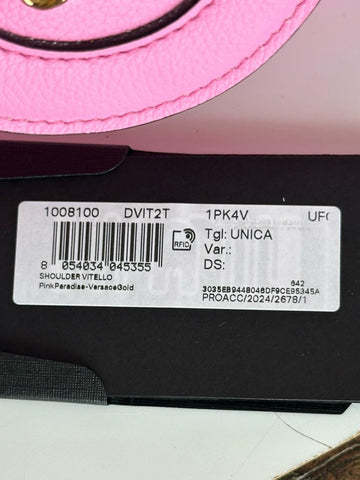 1008100 DVIT2T 1PK4V
RFID
Tgl: UNICA
Var.:
DS:
8 054034 045355
SHOULDER VITELLO
PinkParadise-VersaceGold
642
3035EB9448046DF9CE95345A
PROACC/2024/2678/1